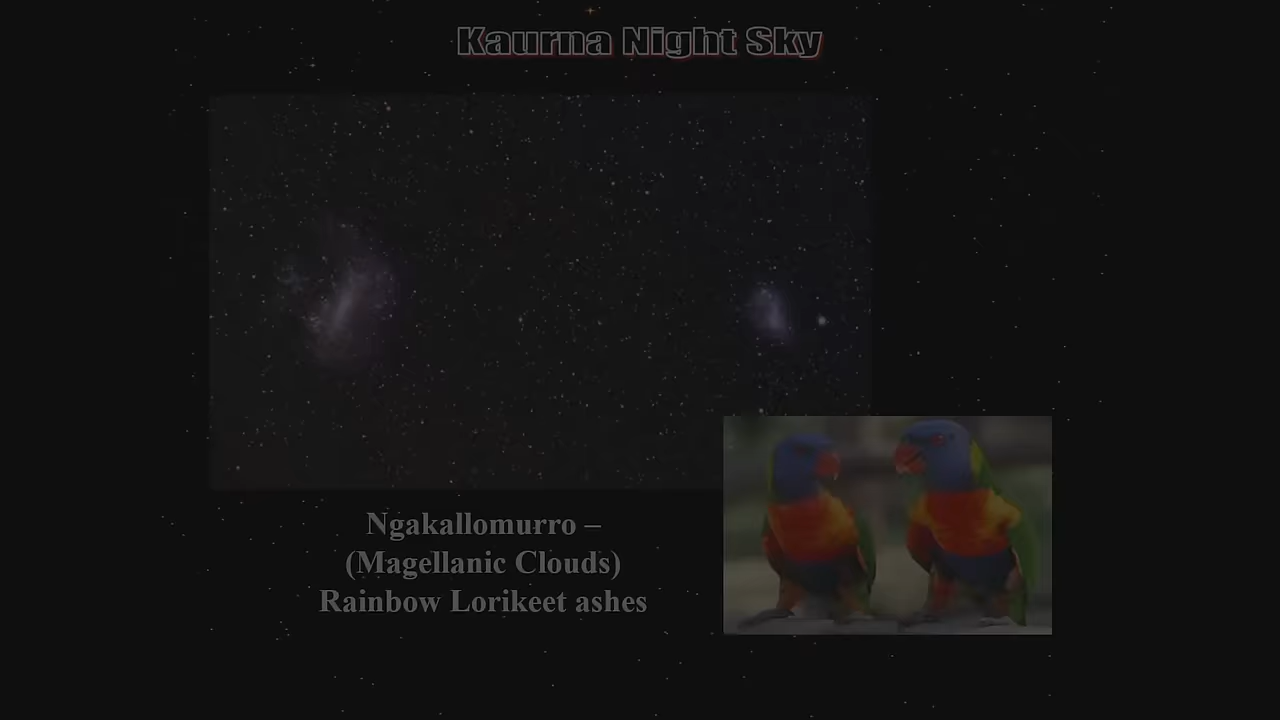 Kaurna Night Sky
Ngakallomurro –
(Magellanic Clouds)
Rainbow Lorikeet ashes